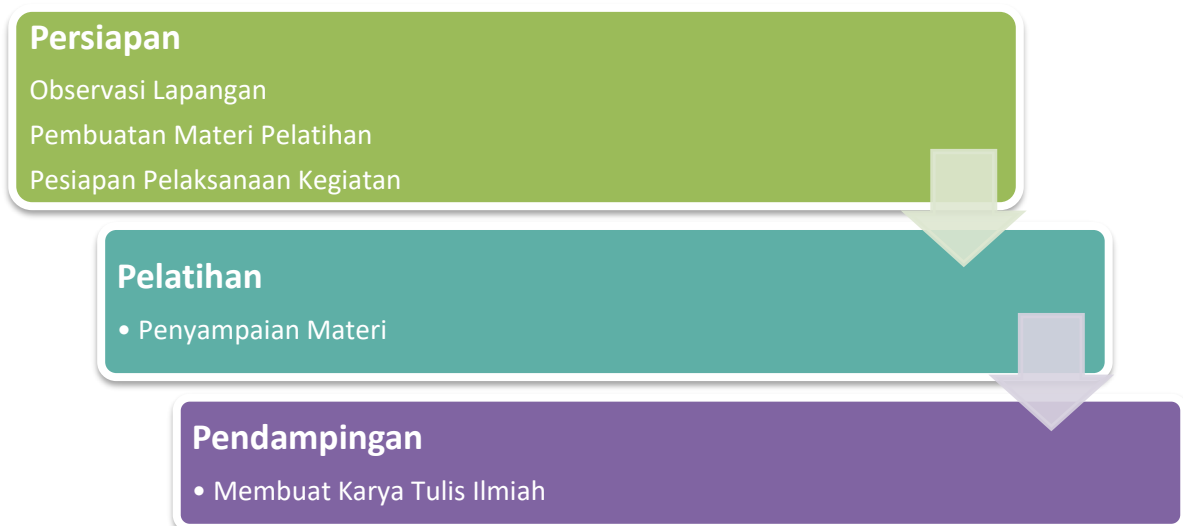 Persiapan
Observasi Lapangan
Pembuatan Materi Pelatihan
Pesiapan Pelaksanaan Kegiatan
Pelatihan
• Penyampaian Materi
Pendampingan
• Membuat Karya Tulis Ilmiah